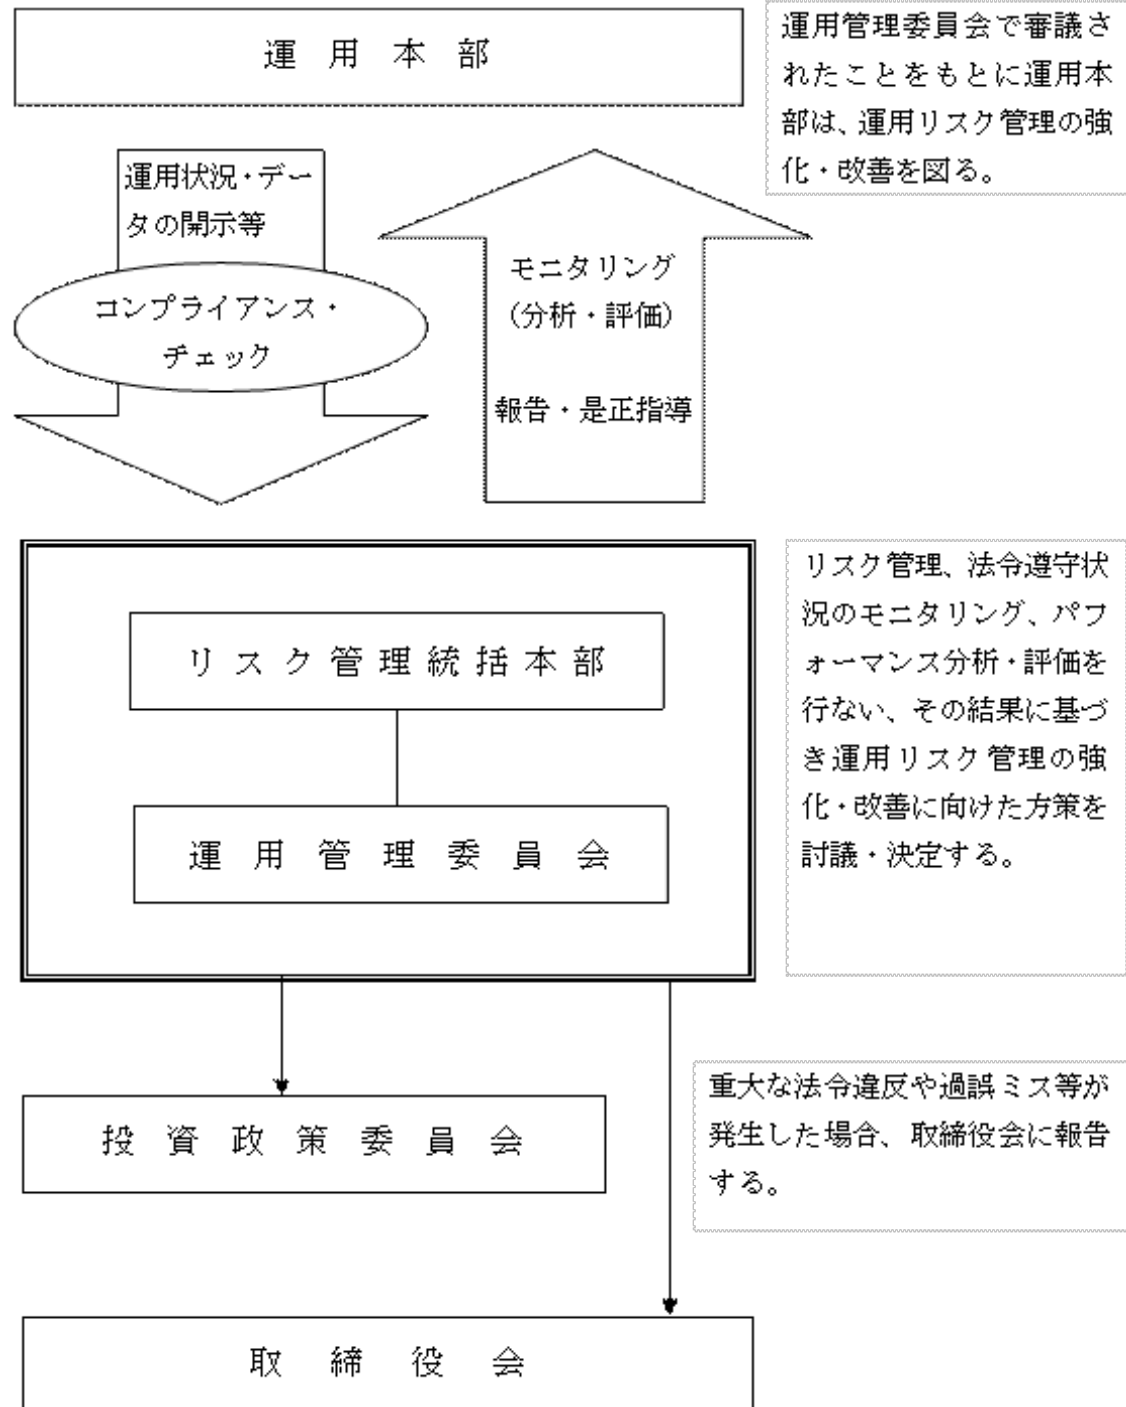 運用本部
運用管理委員会で審議さ
れたことをもとに運用本
部は、運用リスク管理の強
化・改善を図る。
運用状況・デー
タの開示等
コンプライアンス・
チェック
モニタリング
(分析・評価)
報告・是正指導
リスク管理統括本部
運用管理委員会
リスク管理、法令遵守状
況のモニタリング、パフ
ォーマンス分析・評価を
行ない、その結果に基づ
き運用リスク管理の強
化・改善に向けた方策を
討議・決定する。
投資政策委員会
重大な法令違反や過誤ミス等が
発生した場合、取締役会に報告
する。
取締役会